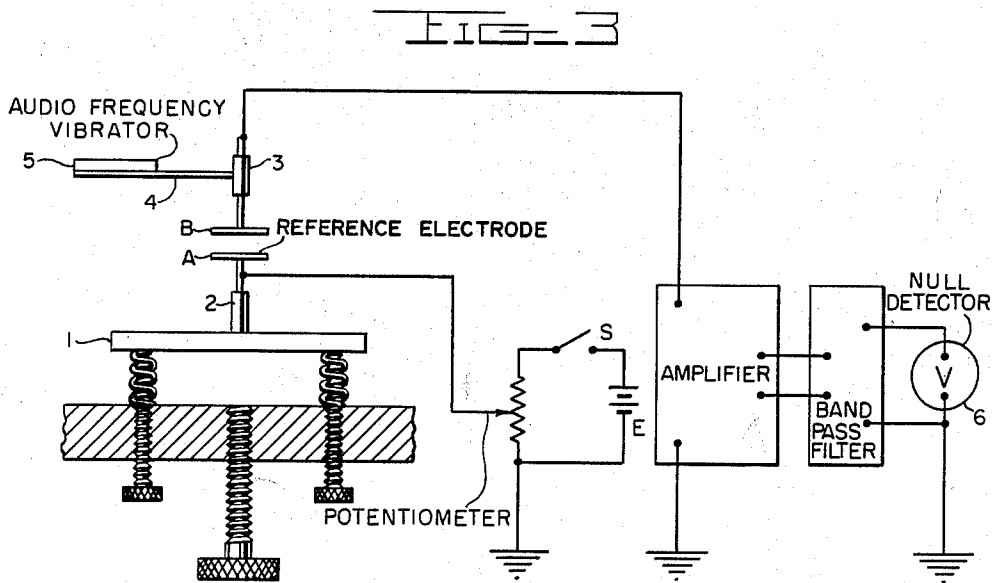 FIG. 3
AUDIO FREQUENCY
VIBRATOR
5
4
3
B
REFERENCE ELECTRODE
A
2
1
S
E
POTENTIOMETER
AMPLIFIER
BAND
PASS
FILTER
NULL
DETECTOR
V
6